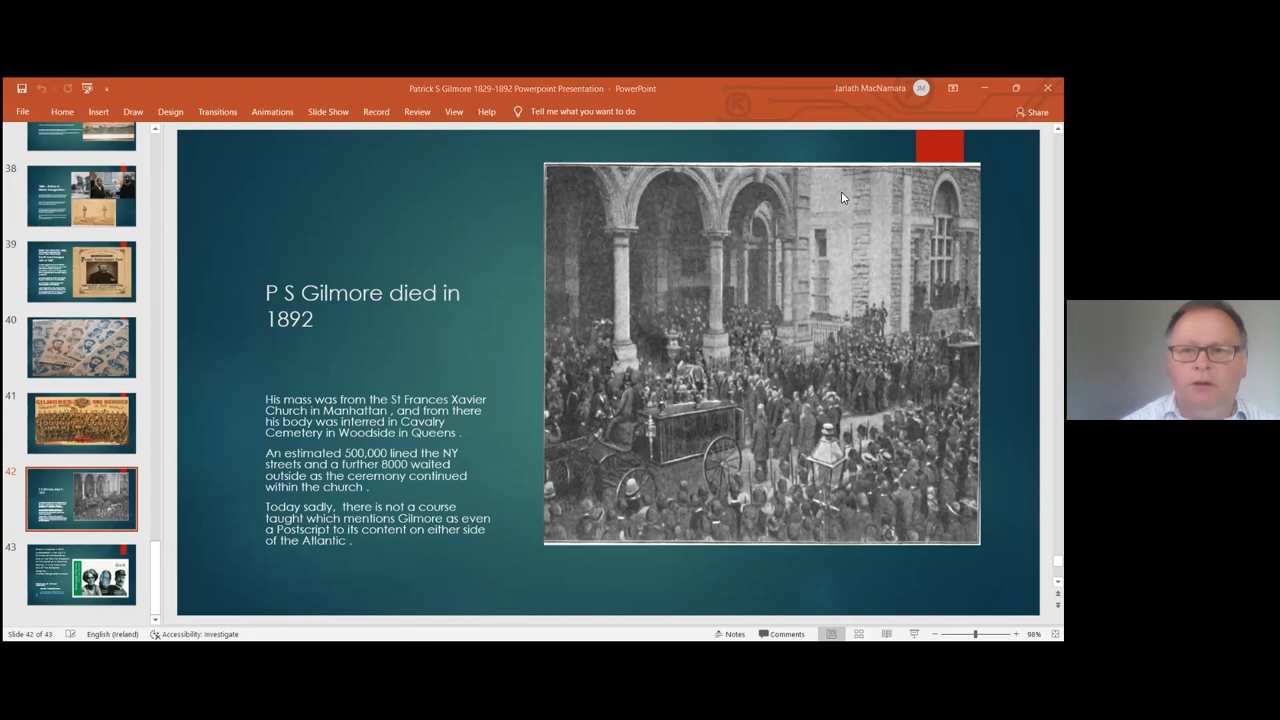 Patrick S Gilmore 1829-1892 Powerpoint Presentation - PowerPoint
Jarlath MacNamara
JM
File Home Insert Draw Design Transitions Animations Slide Show Record Review View Help Tell me what you want to do
Share
38
39
40
41
42
43
P S Gilmore died in
1892
His mass was from the St Frances Xavier
Church in Manhattan , and from there
his body was interred in Cavalry
Cemetery in Woodside in Queens .
An estimated 500,000 lined the NY
streets and a further 8000 waited
outside as the ceremony continued
within the church .
Today sadly, there is not a course
taught which mentions Gilmore as even
a Postscript to its content on either side
of the Atlantic .
Slide 42 of 43 English (Ireland) Accessibility: Investigate
Notes Comments 98%